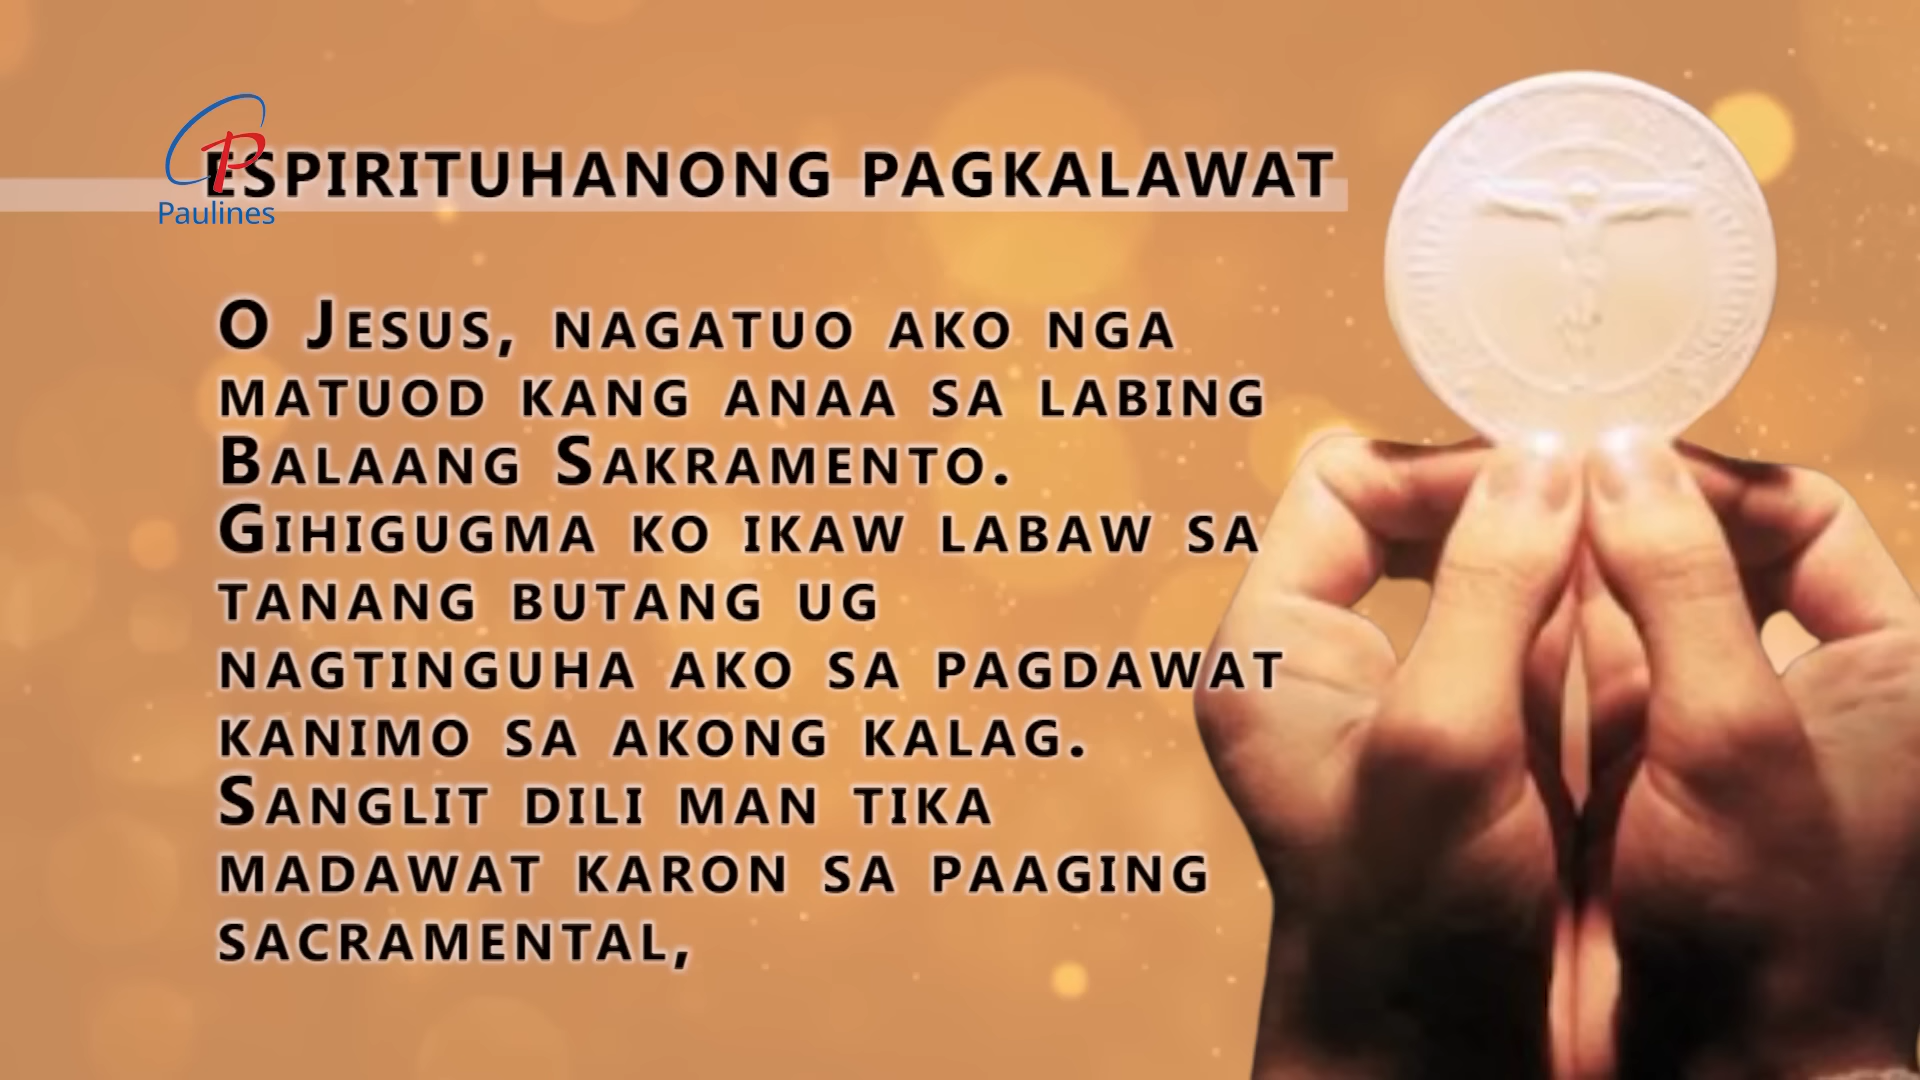 ESPIRITUHANONG PAGKALAWAT
P
Paulines
O JESUS, NAGATUO AKO NGA
MATUOD KANG ANAA SA LABING
BALAANG SAKRAMENTO.
GIHIGUGMA KO IKAW LABAW SA
TANANG BUTANG UG
NAGTINGUHA AKO SA PAGDAWAT
KANIMO SA AKONG KALAG.
SANGLIT DILI MAN TIKA
MADAWAT KARON SA PAAGING
SACRAMENTAL,